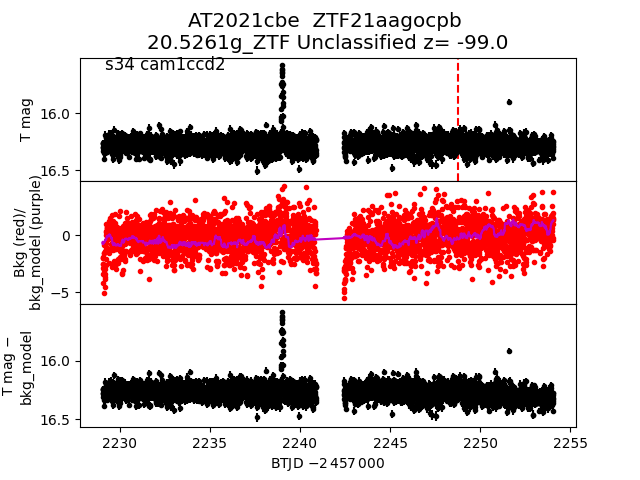 AT2021cbe  ZTF21aagocpb
20.5261g_ZTF Unclassified z= -99.0
s34 cam1ccd2
T mag
16.0
16.5
Bkg (red)/
bkg_model (purple)
0
−5
T mag −
bkg_model
16.0
16.5
2230
2235
2240
2245
2250
2255
BTJD −2 457 000